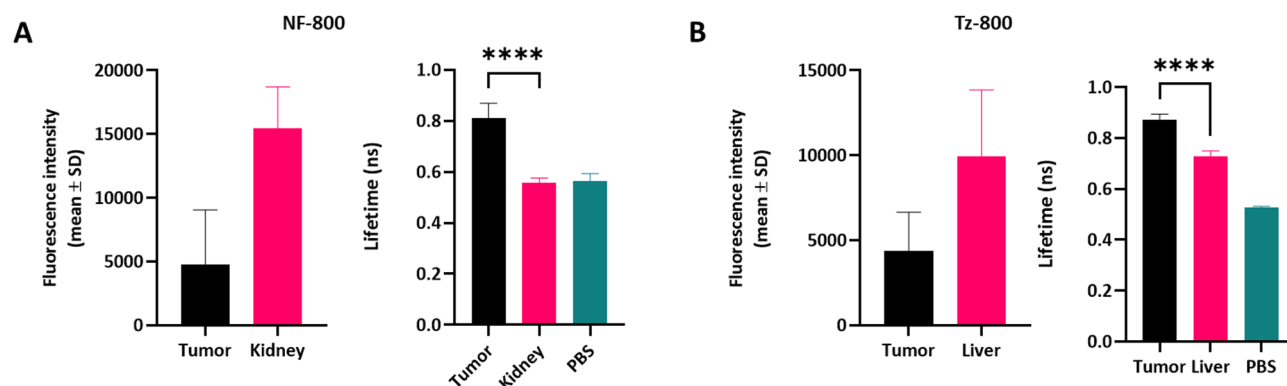 A
NF-800
Fluorescence intensity
(mean ± SD)
20000
15000
10000
5000
0
Tumor Kidney
Lifetime (ns)
1.0
0.8
0.6
0.4
0.2
0.0
****
Tumor
Kidney
PBS
B
Tz-800
Fluorescence intensity
(mean ± SD)
15000
10000
5000
0
Tumor Liver
Lifetime (ns)
1.0
0.8
0.6
0.4
0.2
0.0
****
Tumor Liver PBS